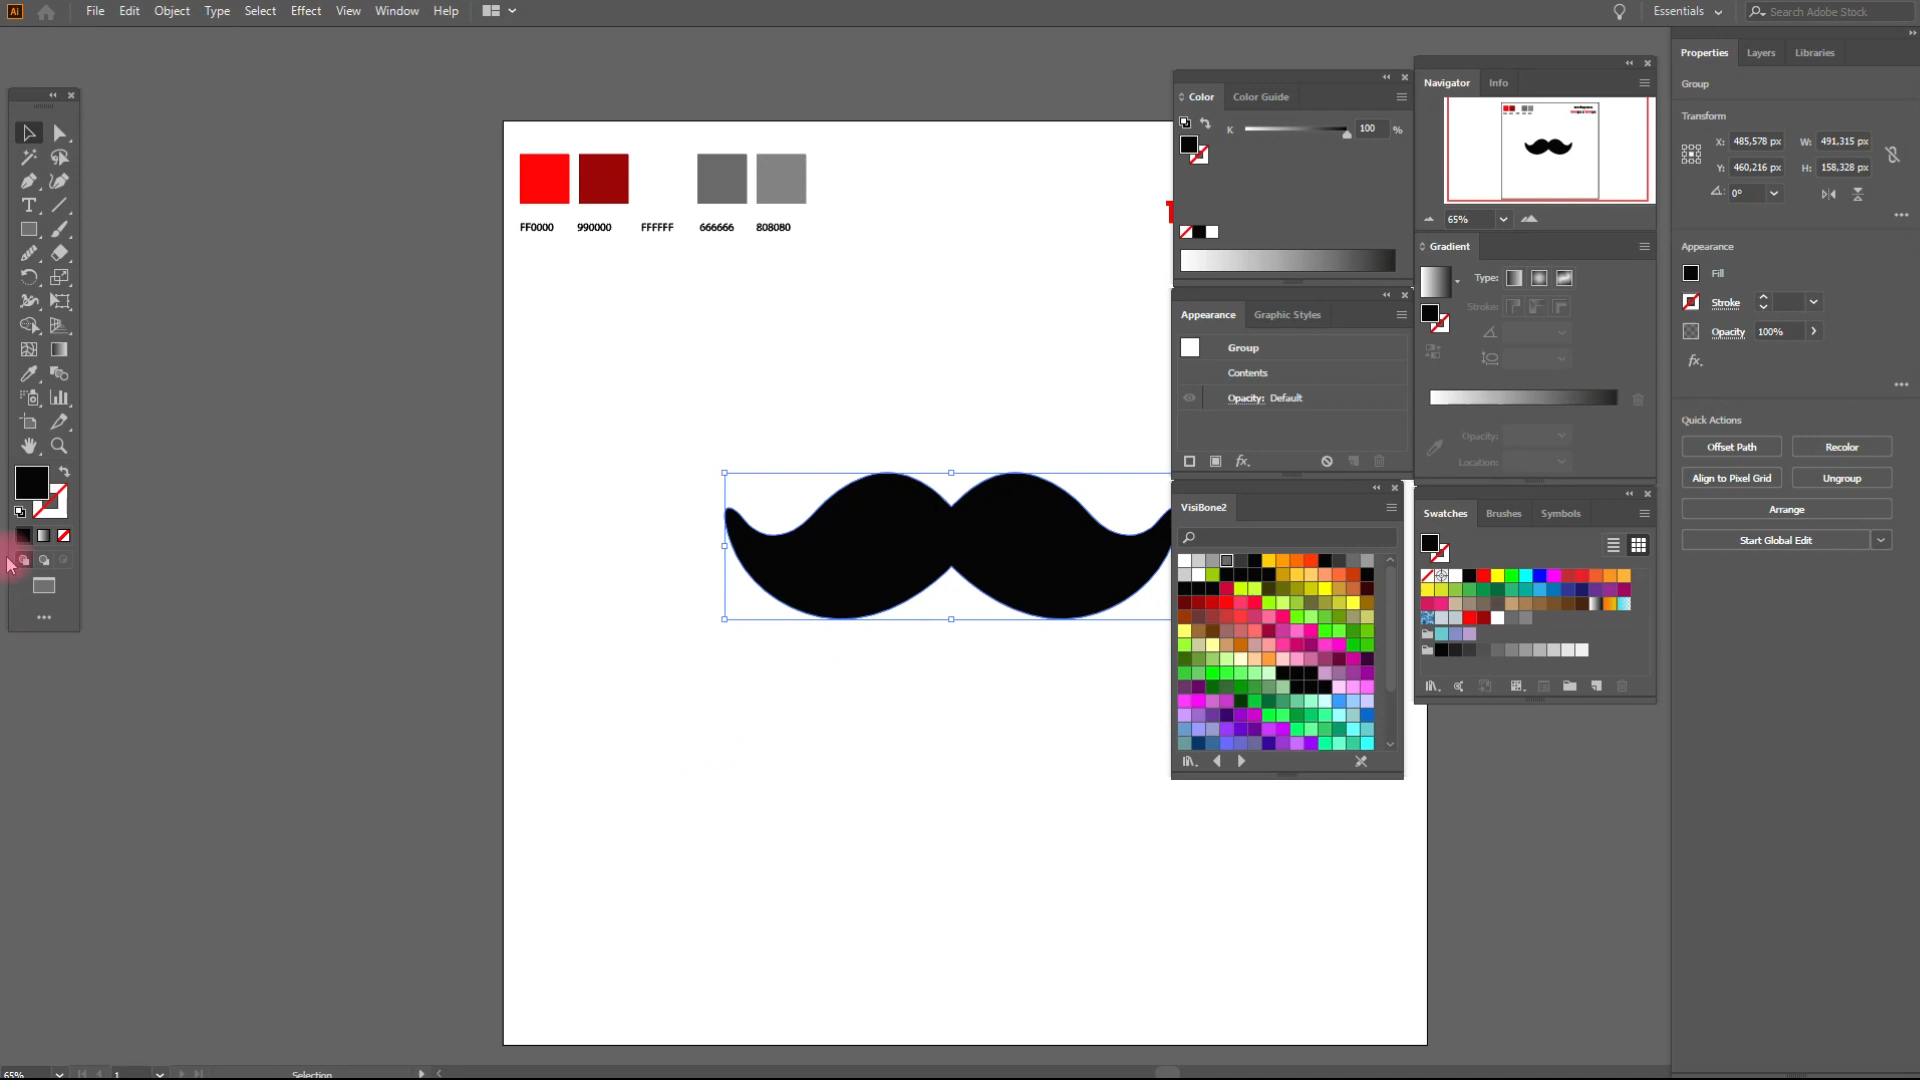 Ai File Edit Object Type Select Effect View Window Help Essentials Search Adobe Stock
Properties Layers Libraries
Group
Transform
X: 485,578 px W: 491,315 px
Y: 460,216 px H: 158,328 px
0°
Appearance
Fill
Stroke
Opacity 100%
fx.
Quick Actions
Offset Path Recolor
Align to Pixel Grid Ungroup
Arrange
Start Global Edit
Navigator Info
65%
Gradient
Type:
Stroke:
Opacity:
Location:
Swatches Brushes Symbols
Color Color Guide
K 100 %
Appearance Graphic Styles
Group
Contents
Opacity: Default
fx.
VisiBone2
FF0000 990000 FFFFFF 666666 808080
65% 1 Selection